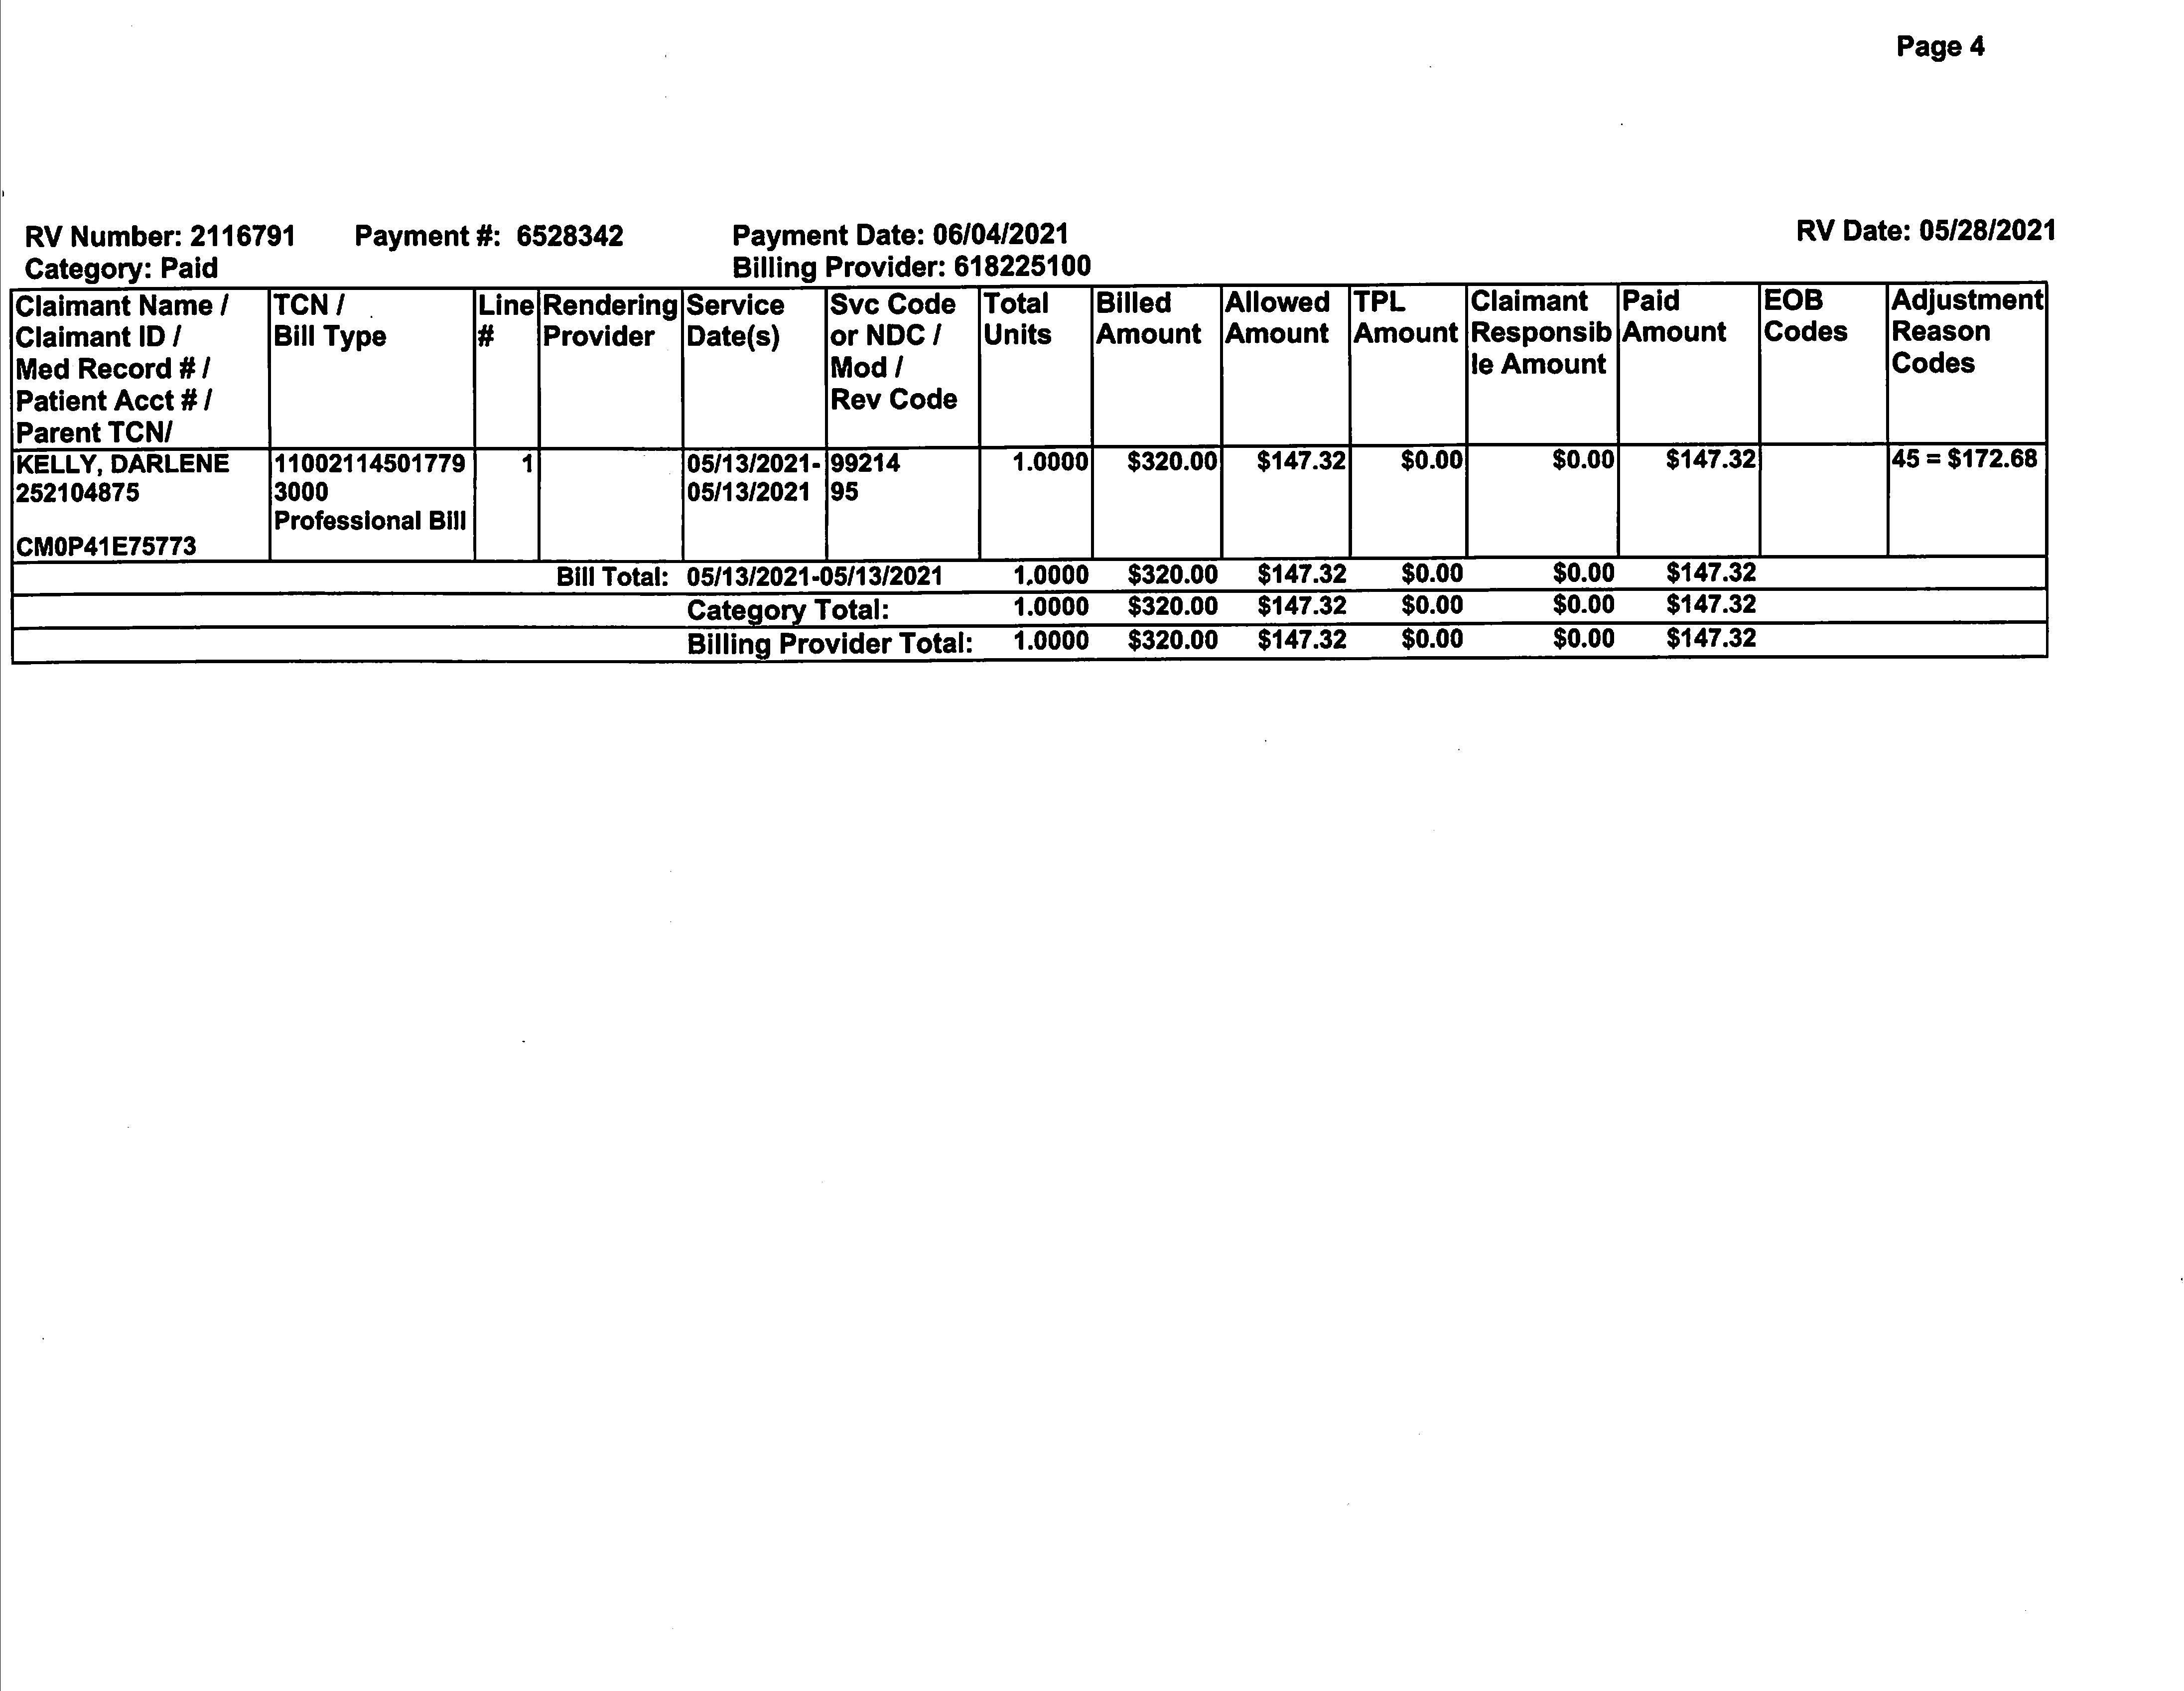 Page 4
RV Number: 2116791 Payment #: 6528342 Payment Date: 06/04/2021 RV Date: 05/28/2021
Category: Paid Billing Provider: 618225100
Claimant Name / TCN / Line Rendering Service Svc Code Total Billed Allowed TPL Claimant Paid EOB Adjustment
Claimant ID / Bill Type # Provider Date(s) or NDC / Units Amount Amount Amount Responsib Amount Codes Reason
Med Record # / Mod / le Amount Codes
Patient Acct # / Rev Code
Parent TCN/
KELLY, DARLENE 11002114501779 1 05/13/2021- 99214 1.0000 $320.00 $147.32 $0.00 $0.00 $147.32 45 = $172.68
252104875 3000 05/13/2021 95
Professional Bill
CM0P41E75773
Bill Total: 05/13/2021-05/13/2021 1.0000 $320.00 $147.32 $0.00 $0.00 $147.32
Category Total: 1.0000 $320.00 $147.32 $0.00 $0.00 $147.32
Billing Provider Total: 1.0000 $320.00 $147.32 $0.00 $0.00 $147.32